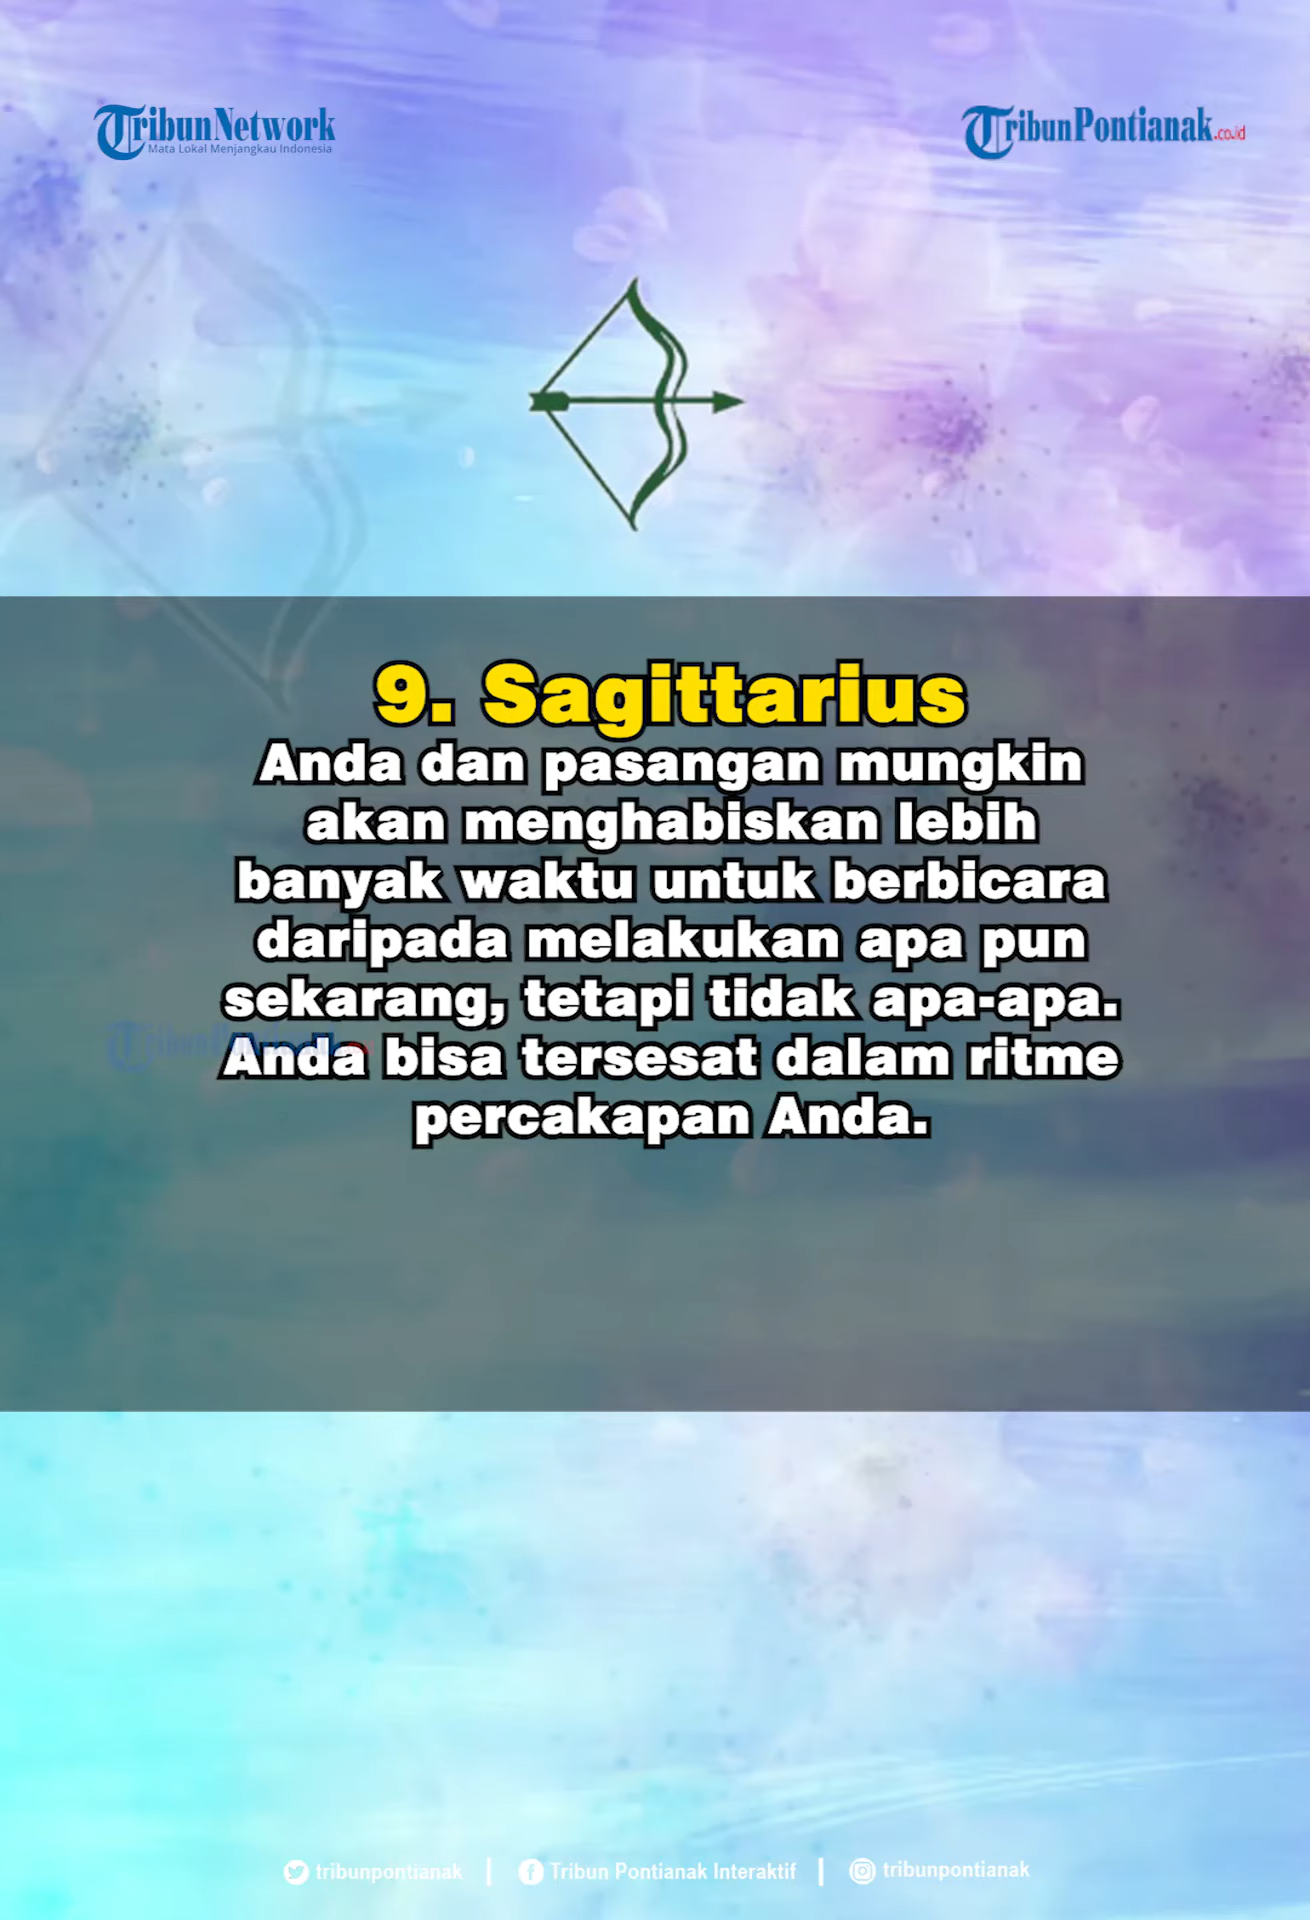 TribunNetwork
Mata Lokal Menjangkau Indonesia
TribunPontianak.co.id
9. Sagittarius
Anda dan pasangan mungkin
akan menghabiskan lebih
banyak waktu untuk berbicara
daripada melakukan apa pun
sekarang, tetapi tidak apa-apa.
Anda bisa tersesat dalam ritme
percakapan Anda.
tribunpontianak | Tribun Pontianak Interaktif | tribunpontianak